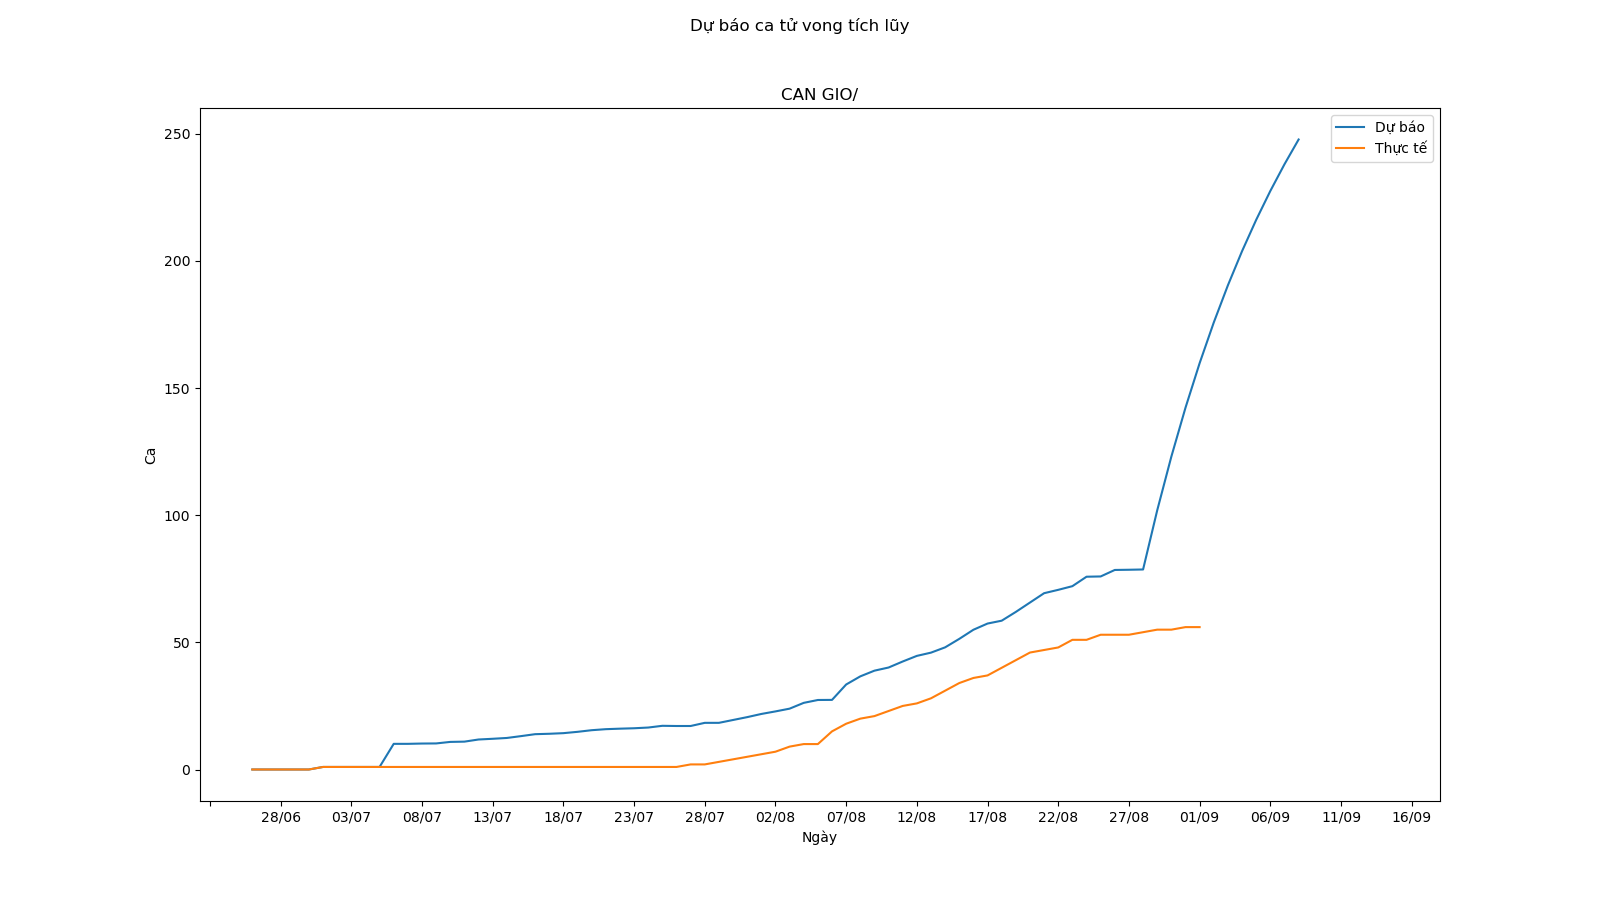 Dự báo ca tử vong tích lũy
CAN GIO/
Dự báo
Thực tế
250
200
150
100
50
0
Ca
28/06 03/07 08/07 13/07 18/07 23/07 28/07 02/08 07/08 12/08 17/08 22/08 27/08 01/09 06/09 11/09 16/09
Ngày